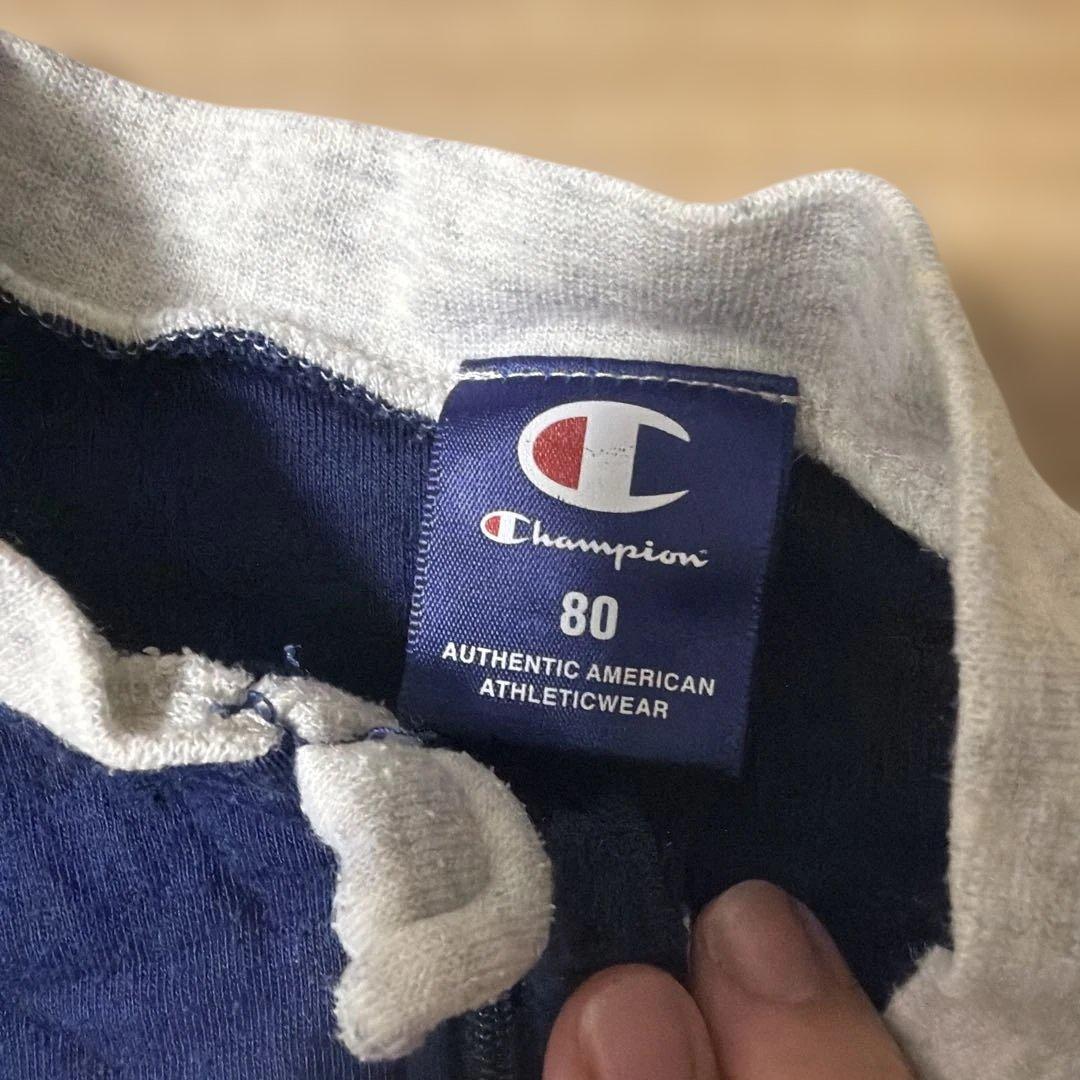 Champion
80
AUTHENTIC AMERICAN
ATHLETICWEAR